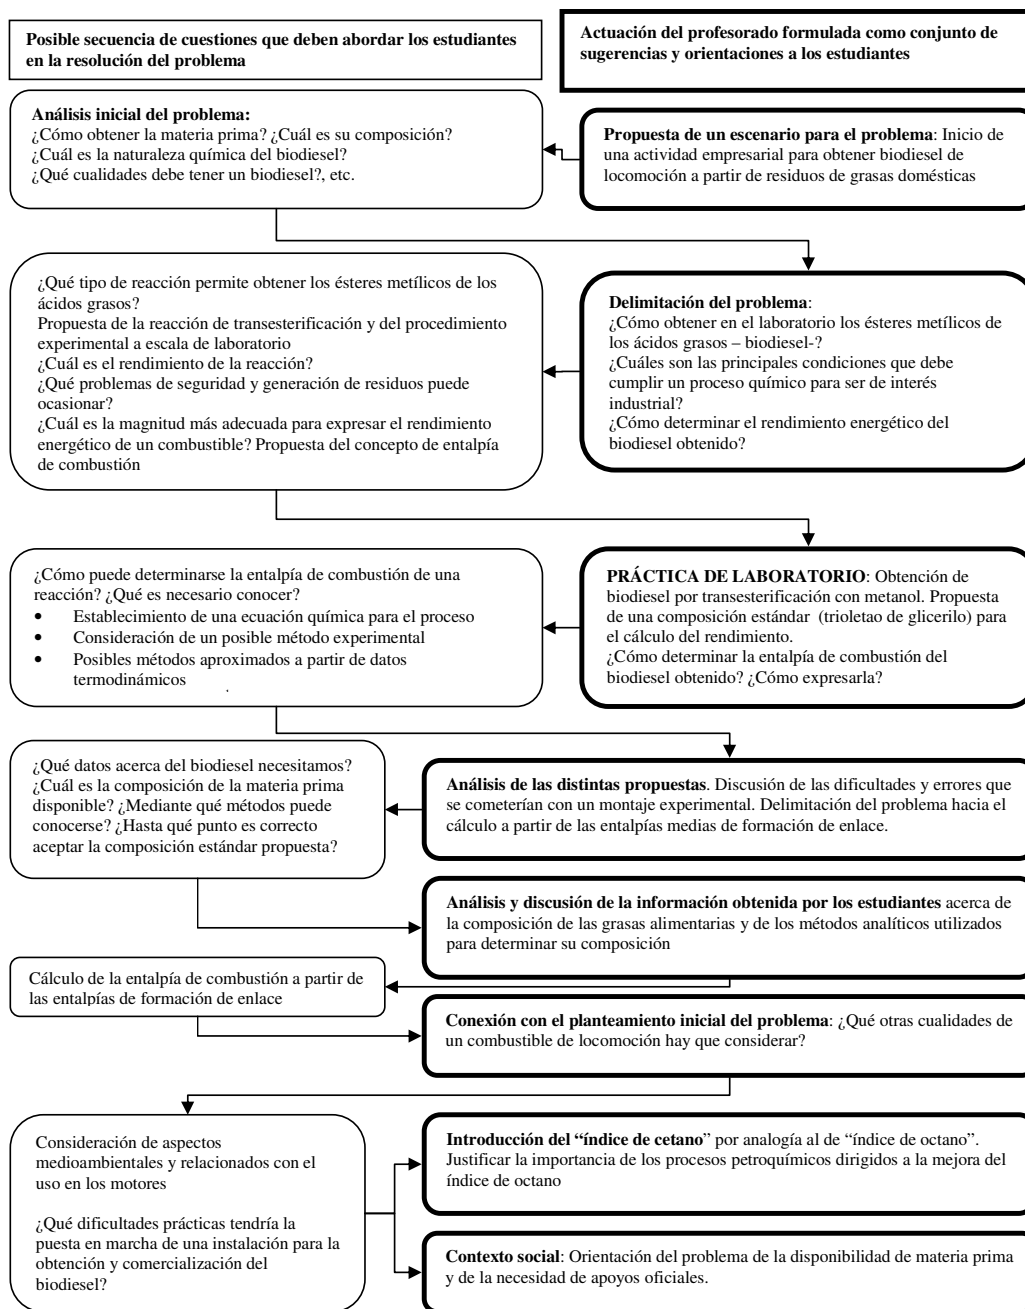 Posible secuencia de cuestiones que deben abordar los estudiantes
en la resolución del problema
Actuación del profesorado formulada como conjunto de
sugerencias y orientaciones a los estudiantes
Análisis inicial del problema:
¿Cómo obtener la materia prima? ¿Cuál es su composición?
¿Cuál es la naturaleza química del biodiesel?
¿Qué cualidades debe tener un biodiesel?, etc.
Propuesta de un escenario para el problema: Inicio de
una actividad empresarial para obtener biodiesel de
locomoción a partir de residuos de grasas domésticas
¿Qué tipo de reacción permite obtener los ésteres metílicos de los
ácidos grasos?
Propuesta de la reacción de transesterificación y del procedimiento
experimental a escala de laboratorio
¿Cuál es el rendimiento de la reacción?
¿Qué problemas de seguridad y generación de residuos puede
ocasionar?
¿Cuál es la magnitud más adecuada para expresar el rendimiento
energético de un combustible? Propuesta del concepto de entalpía
de combustión
Delimitación del problema:
¿Cómo obtener en el laboratorio los ésteres metílicos de
los ácidos grasos – biodiesel-?
¿Cuáles son las principales condiciones que debe
cumplir un proceso químico para ser de interés
industrial?
¿Cómo determinar el rendimiento energético del
biodiesel obtenido?
¿Cómo puede determinarse la entalpía de combustión de una
reacción? ¿Qué es necesario conocer?
• Establecimiento de una ecuación química para el proceso
• Consideración de un posible método experimental
• Posibles métodos aproximados a partir de datos
termodinámicos
.
PRÁCTICA DE LABORATORIO: Obtención de
biodiesel por transesterificación con metanol. Propuesta
de una composición estándar (trioletao de glicerilo) para
el cálculo del rendimiento.
¿Cómo determinar la entalpía de combustión del
biodiesel obtenido? ¿Cómo expresarla?
¿Qué datos acerca del biodiesel necesitamos?
¿Cuál es la composición de la materia prima
disponible? ¿Mediante qué métodos puede
conocerse? ¿Hasta qué punto es correcto
aceptar la composición estándar propuesta?
Análisis de las distintas propuestas. Discusión de las dificultades y errores que
se cometerían con un montaje experimental. Delimitación del problema hacia el
cálculo a partir de las entalpías medias de formación de enlace.
Análisis y discusión de la información obtenida por los estudiantes acerca de
la composición de las grasas alimentarias y de los métodos analíticos utilizados
para determinar su composición
Cálculo de la entalpía de combustión a partir de
las entalpías de formación de enlace
Conexión con el planteamiento inicial del problema: ¿Qué otras cualidades de
un combustible de locomoción hay que considerar?
Consideración de aspectos
medioambientales y relacionados con el
uso en los motores
¿Qué dificultades prácticas tendría la
puesta en marcha de una instalación para la
obtención y comercialización del
biodiesel?
Introducción del “índice de cetano” por analogía al de “índice de octano”.
Justificar la importancia de los procesos petroquímicos dirigidos a la mejora del
índice de octano
Contexto social: Orientación del problema de la disponibilidad de materia prima
y de la necesidad de apoyos oficiales.